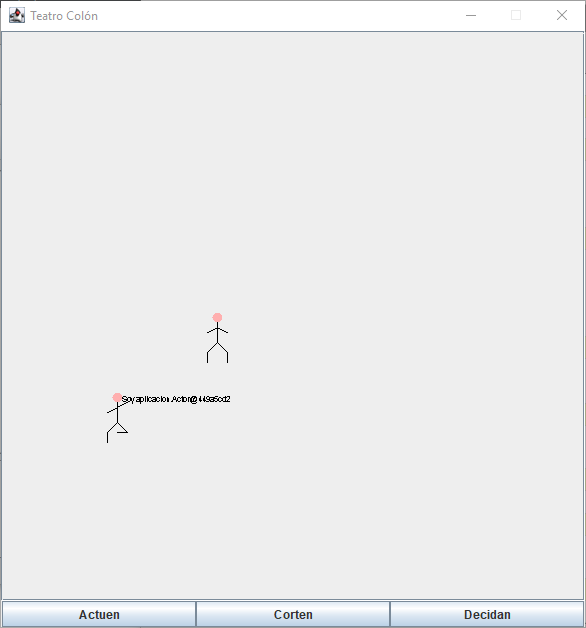 Teatro Colón
Soy aplicacion.Actor@449a5cd2
Actuen
Corten
Decidan